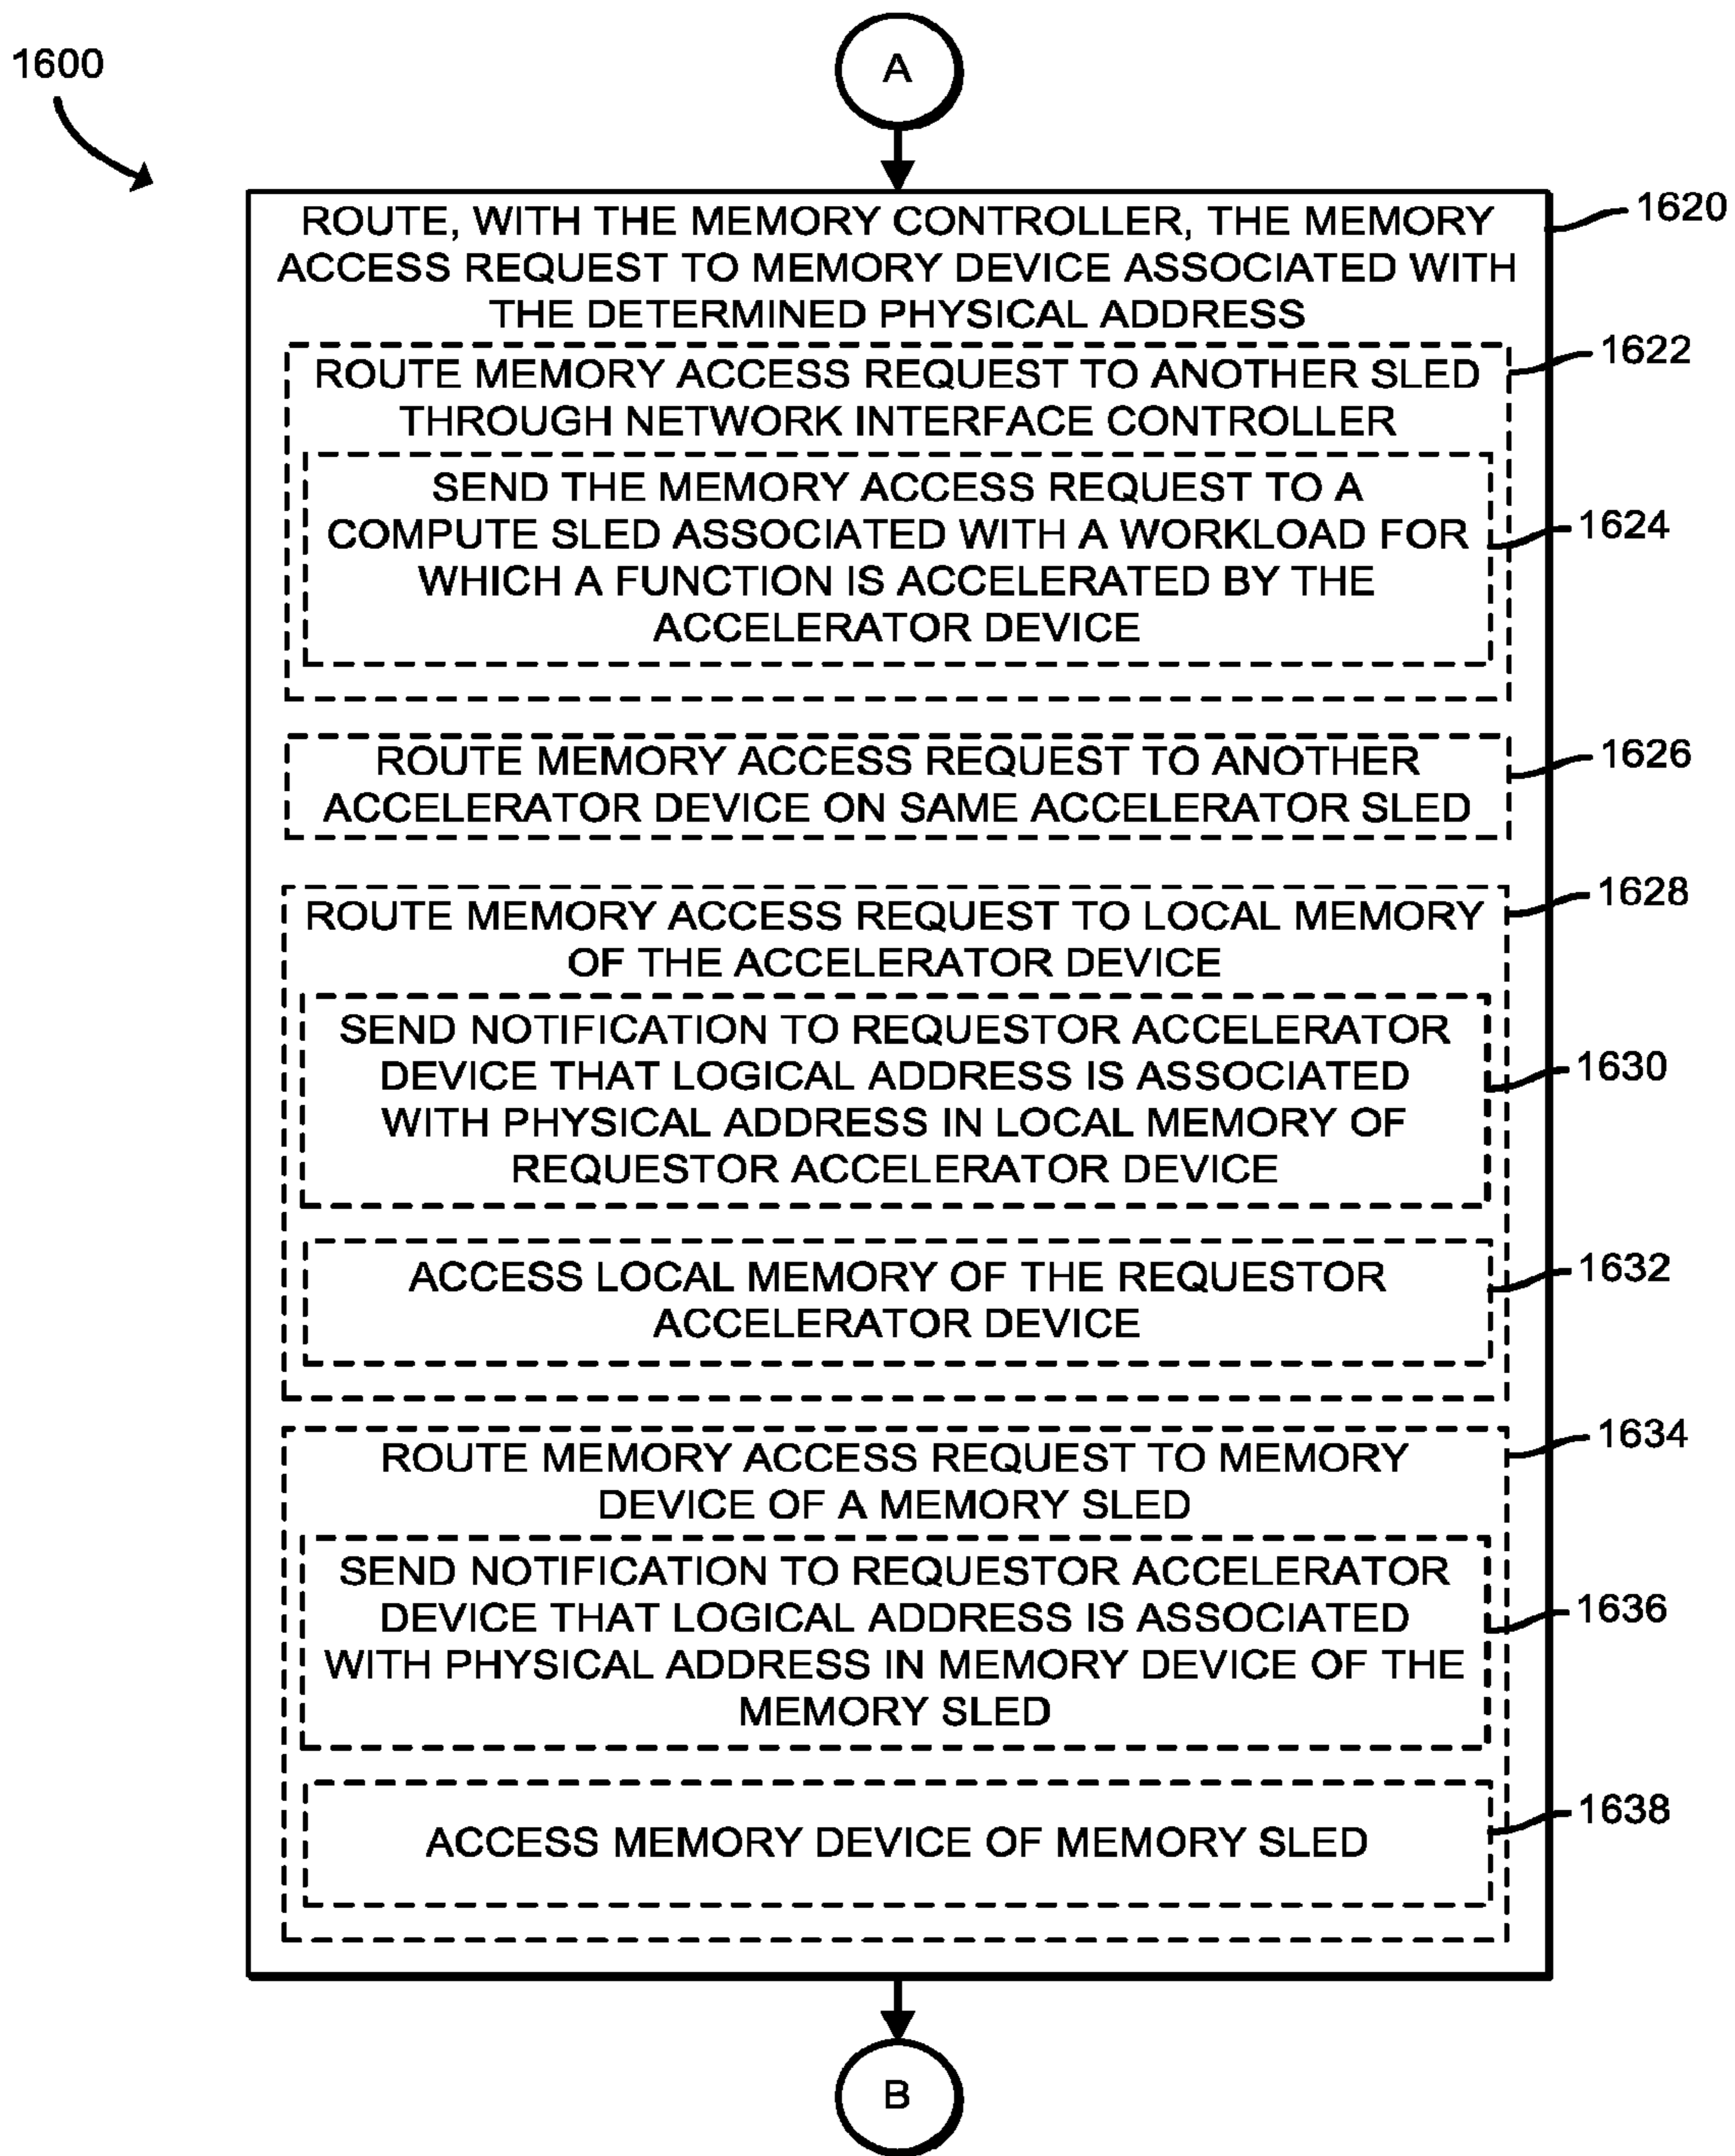 1600
A
ROUTE, WITH THE MEMORY CONTROLLER, THE MEMORY
ACCESS REQUEST TO MEMORY DEVICE ASSOCIATED WITH
THE DETERMINED PHYSICAL ADDRESS
1620
ROUTE MEMORY ACCESS REQUEST TO ANOTHER SLED
THROUGH NETWORK INTERFACE CONTROLLER
1622
SEND THE MEMORY ACCESS REQUEST TO A
COMPUTE SLED ASSOCIATED WITH A WORKLOAD FOR
WHICH A FUNCTION IS ACCELERATED BY THE
ACCELERATOR DEVICE
1624
ROUTE MEMORY ACCESS REQUEST TO ANOTHER
ACCELERATOR DEVICE ON SAME ACCELERATOR SLED
1626
ROUTE MEMORY ACCESS REQUEST TO LOCAL MEMORY
OF THE ACCELERATOR DEVICE
1628
SEND NOTIFICATION TO REQUESTOR ACCELERATOR
DEVICE THAT LOGICAL ADDRESS IS ASSOCIATED
WITH PHYSICAL ADDRESS IN LOCAL MEMORY OF
REQUESTOR ACCELERATOR DEVICE
1630
ACCESS LOCAL MEMORY OF THE REQUESTOR
ACCELERATOR DEVICE
1632
ROUTE MEMORY ACCESS REQUEST TO MEMORY
DEVICE OF A MEMORY SLED
1634
SEND NOTIFICATION TO REQUESTOR ACCELERATOR
DEVICE THAT LOGICAL ADDRESS IS ASSOCIATED
WITH PHYSICAL ADDRESS IN MEMORY DEVICE OF THE
MEMORY SLED
1636
ACCESS MEMORY DEVICE OF MEMORY SLED
1638
B